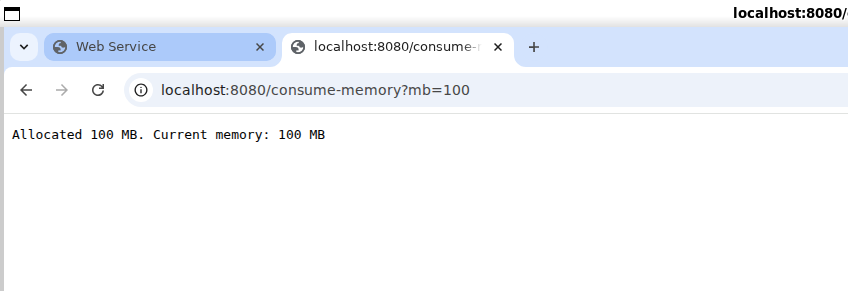 localhost:8080/
Web Service
localhost:8080/consume-
localhost:8080/consume-memory?mb=100
Allocated 100 MB. Current memory: 100 MB